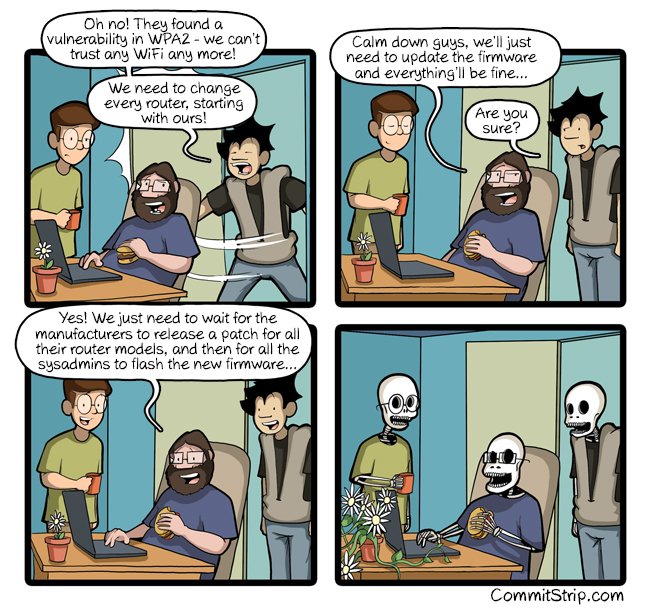 Oh no! They found a
vulnerability in WPA2 - we can't
trust any WiFi any more!
We need to change
every router, starting
with ours!
Calm down guys, we'll just
need to update the firmware
and everything'll be fine...
Are you
sure?
Yes! We just need to wait for the
manufacturers to release a patch for all
their router models, and then for all the
sysadmins to flash the new firmware...
CommitStrip.com